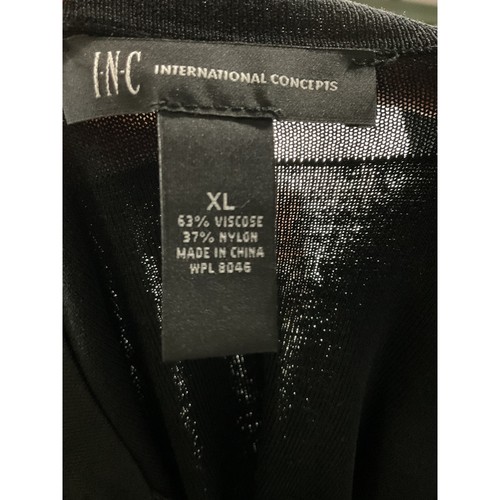 I·N·C INTERNATIONAL CONCEPTS
XL
63% VISCOSE
37% NYLON
MADE IN CHINA
WPL 8046